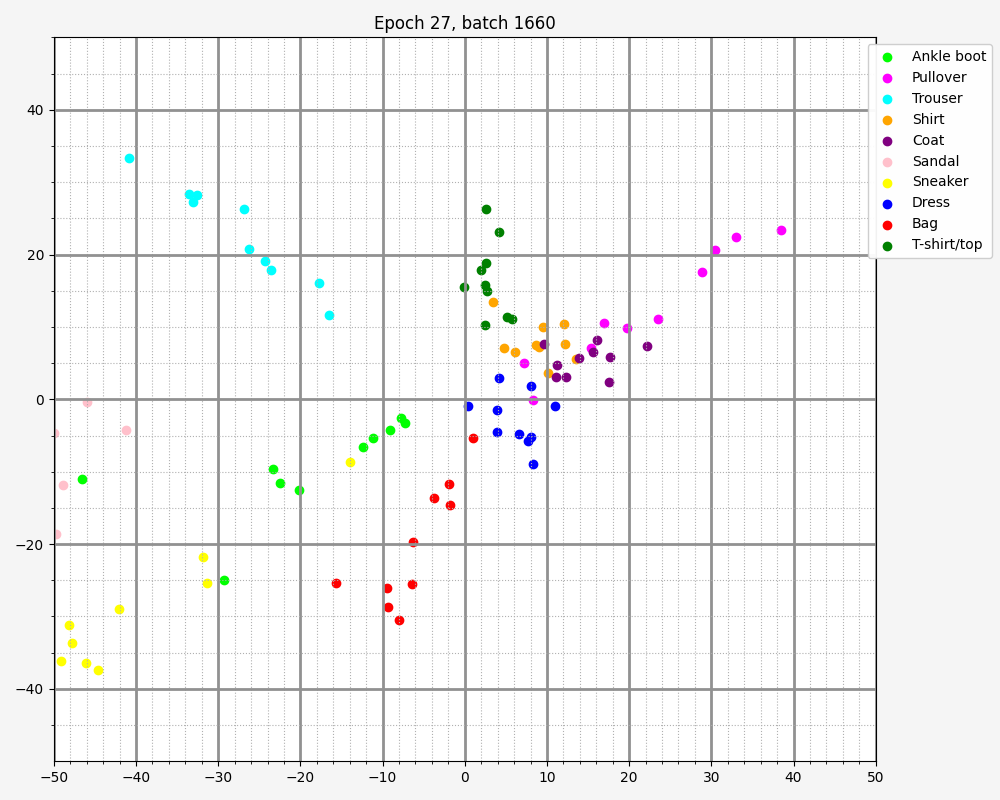 Epoch 27, batch 1660
Ankle boot
Pullover
Trouser
Shirt
Coat
Sandal
Sneaker
Dress
Bag
T-shirt/top
40
20
0
−20
−40
−50 −40 −30 −20 −10 0 10 20 30 40 50